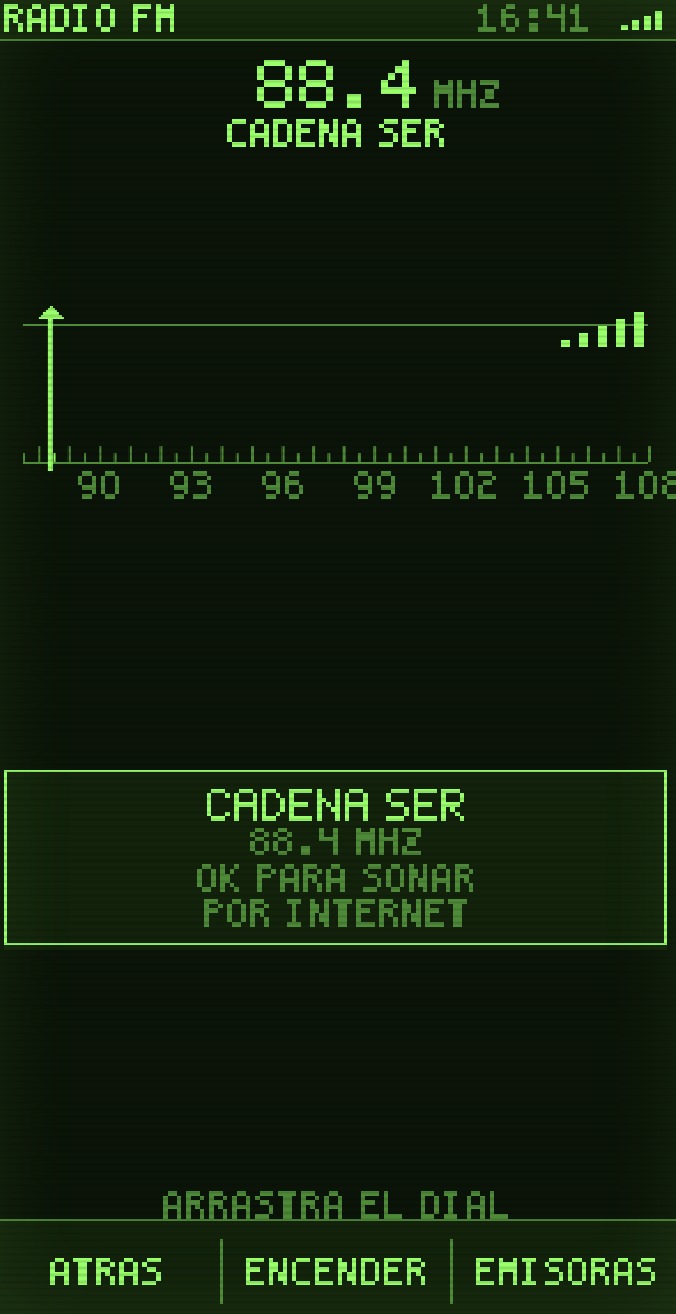 RADIO FM 16:41
88.4 MHZ
CADENA SER
90 93 96 99 102 105 108
CADENA SER
88.4 MHZ
OK PARA SONAR
POR INTERNET
ARRASTRA EL DIAL
ATRAS ENCENDER EMISORAS